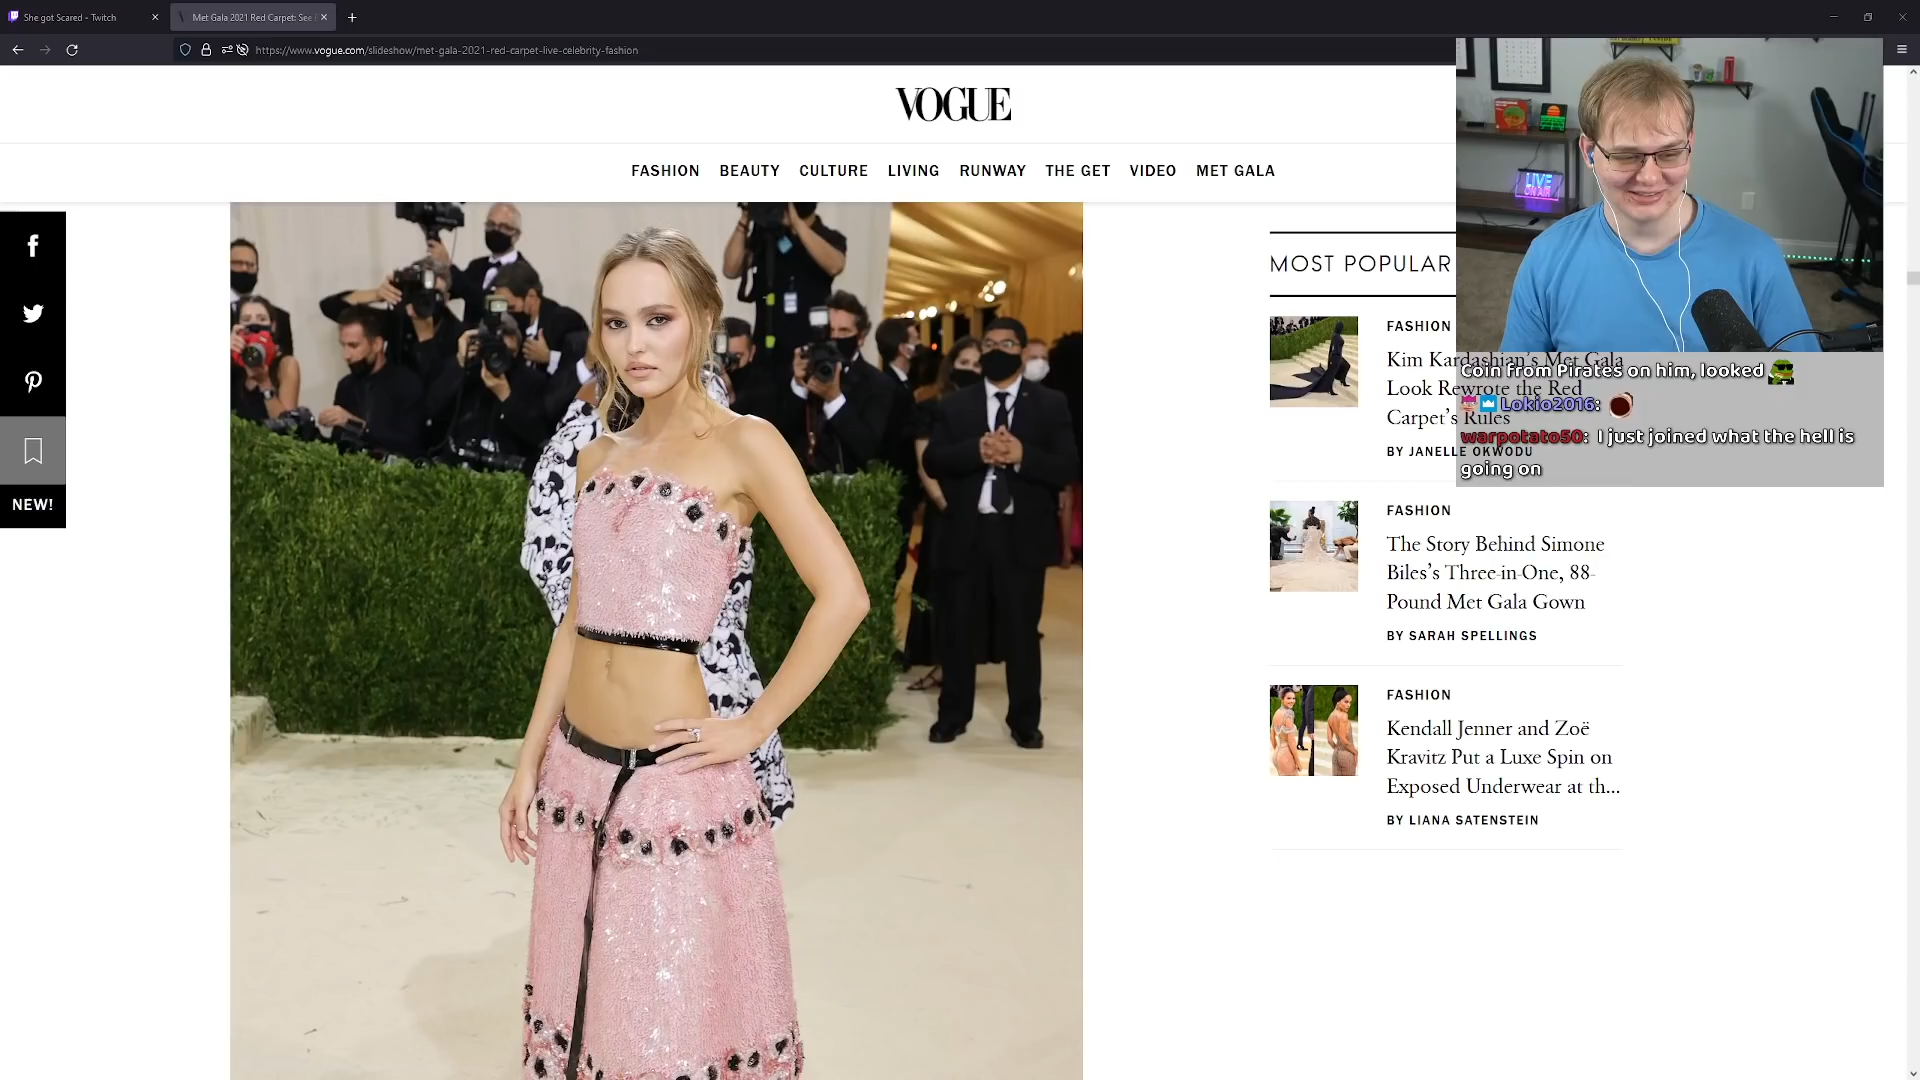 She got Scared - Twitch
Met Gala 2021 Red Carpet: See
https://www.vogue.com/slideshow/met-gala-2021-red-carpet-live-celebrity-fashion
VOGUE
FASHION BEAUTY CULTURE LIVING RUNWAY THE GET VIDEO MET GALA
NEW!
MOST POPULAR
FASHION
Kim Kardashian's Met Gala
Look Rewrote the Red
Carpet's Rules
BY JANELLE OKWODU
FASHION
The Story Behind Simone
Biles's Three-in-One, 88-
Pound Met Gala Gown
BY SARAH SPELLINGS
FASHION
Kendall Jenner and Zoë
Kravitz Put a Luxe Spin on
Exposed Underwear at th...
BY LIANA SATENSTEIN
LIVE
ON AIR
Coin from Pirates on him, looked
Lokio2016:
warpotato50: I just joined what the hell is
going on